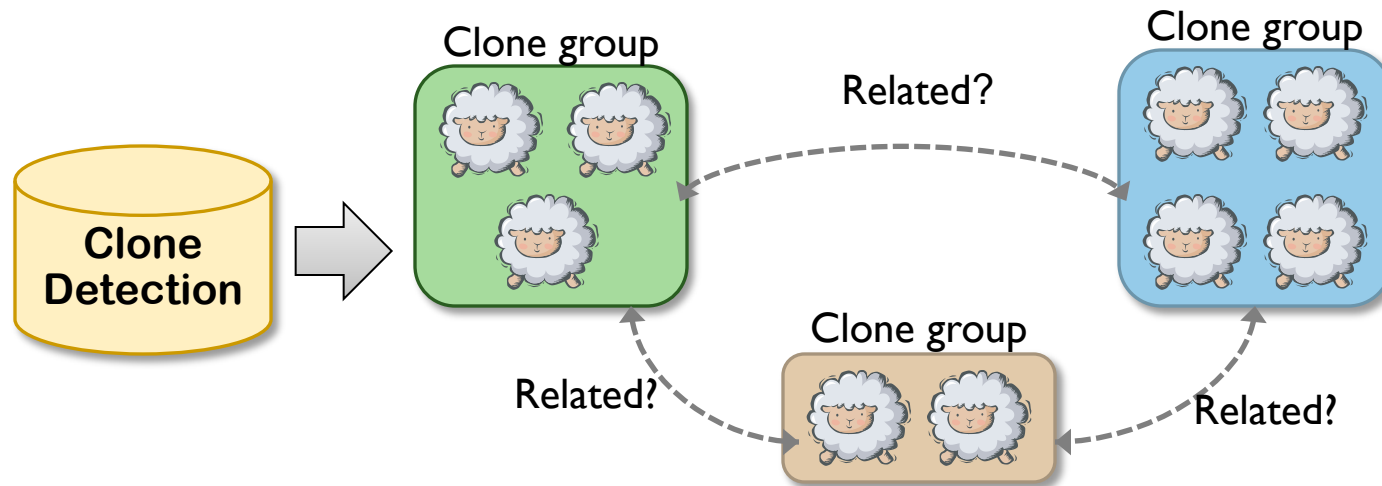 Clone group
Clone group
Related?
Clone
Detection
Clone group
Related?
Related?